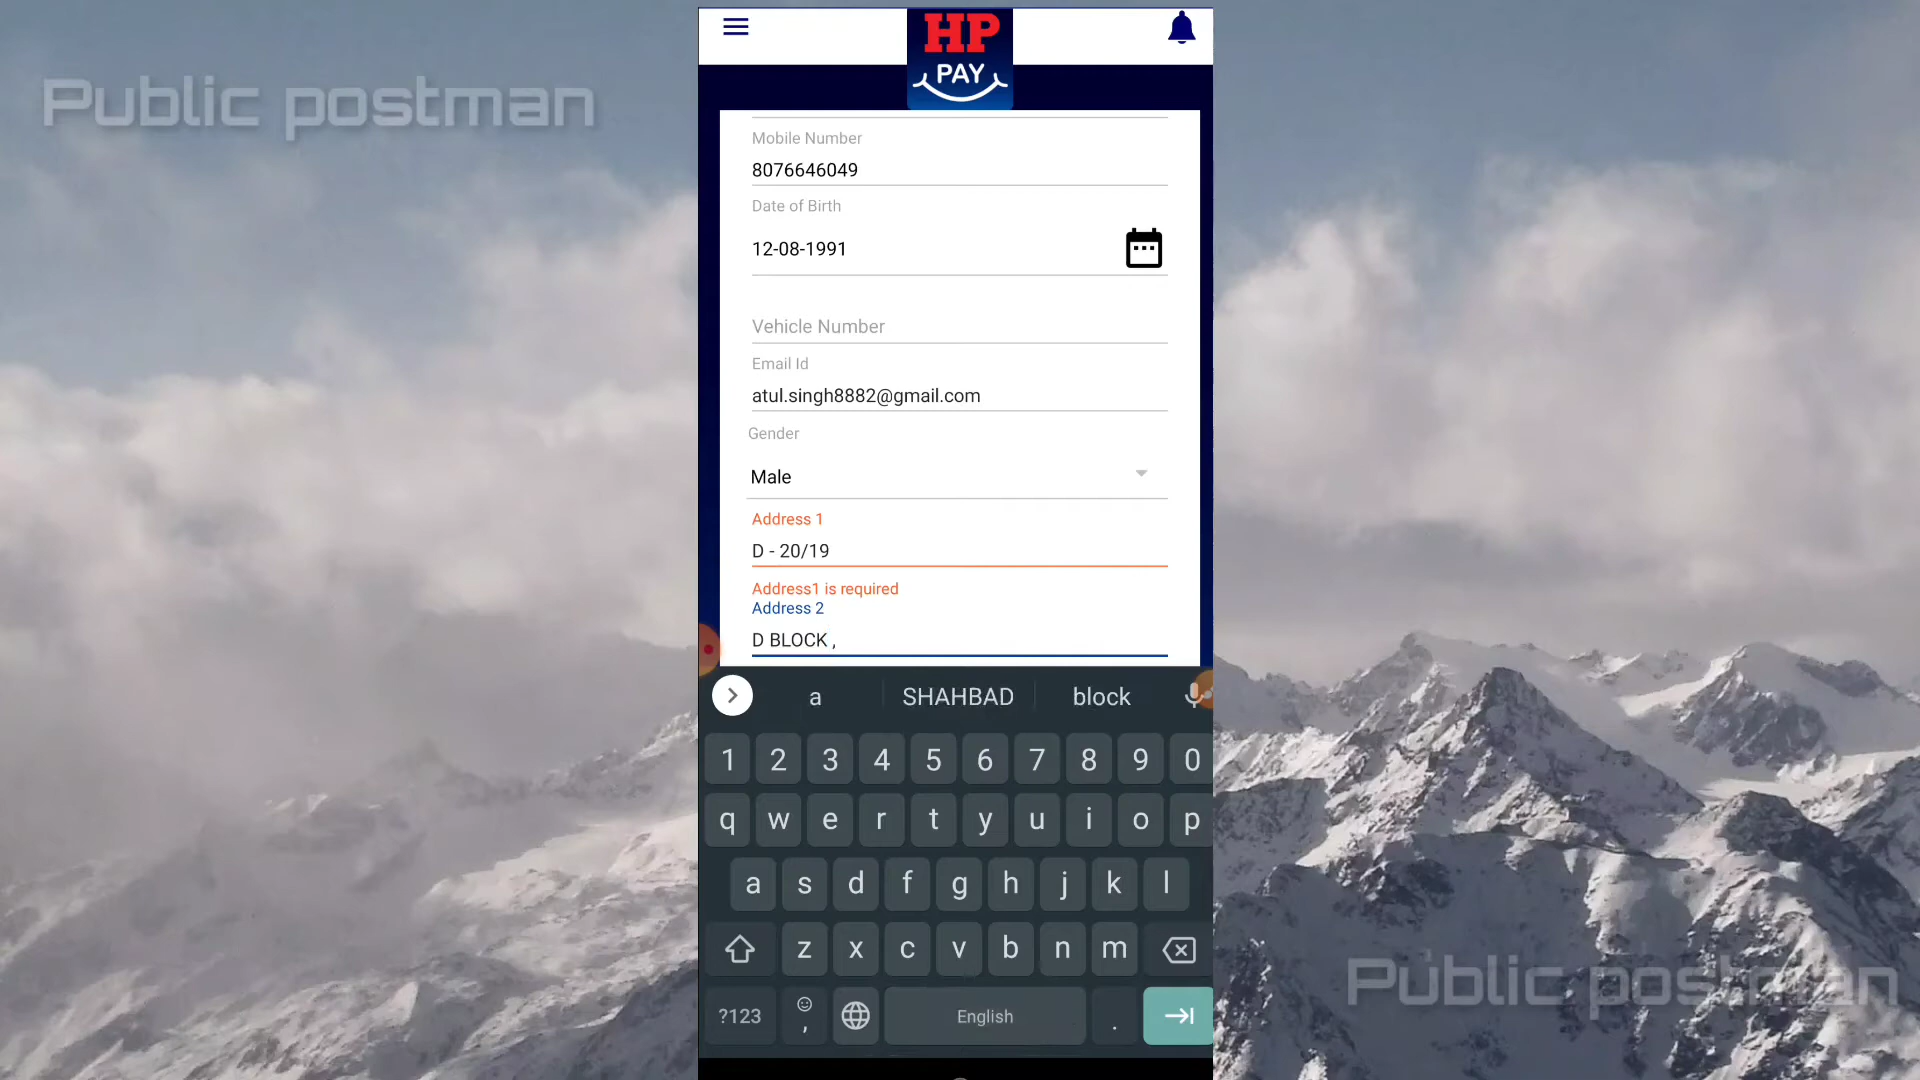 HP
PAY
Public postman
Mobile Number
8076646049
Date of Birth
12-08-1991
Vehicle Number
Email Id
atul.singh8882@gmail.com
Gender
Male
Address 1
D - 20/19
Address1 is required
Address 2
D BLOCK ,
a SHAHBAD block
1 2 3 4 5 6 7 8 9 0
q w e r t y u i o p
a s d f g h j k l
z x c v b n m
?123 , English .
Public postman